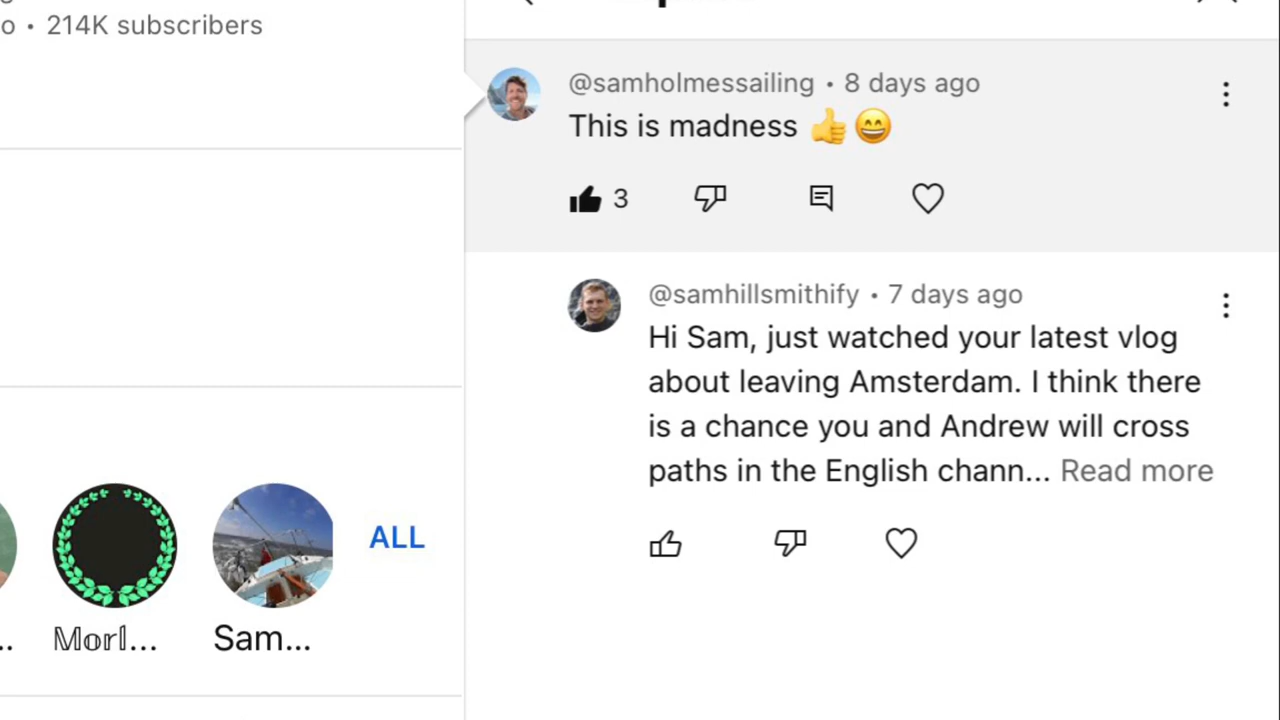 o • 214K subscribers
@samholmessailing • 8 days ago
This is madness 👍😄
3
@samhillsmithify • 7 days ago
Hi Sam, just watched your latest vlog
about leaving Amsterdam. I think there
is a chance you and Andrew will cross
paths in the English chann... Read more
ALL
𝕄𝕠𝕣𝕝...
Sam...